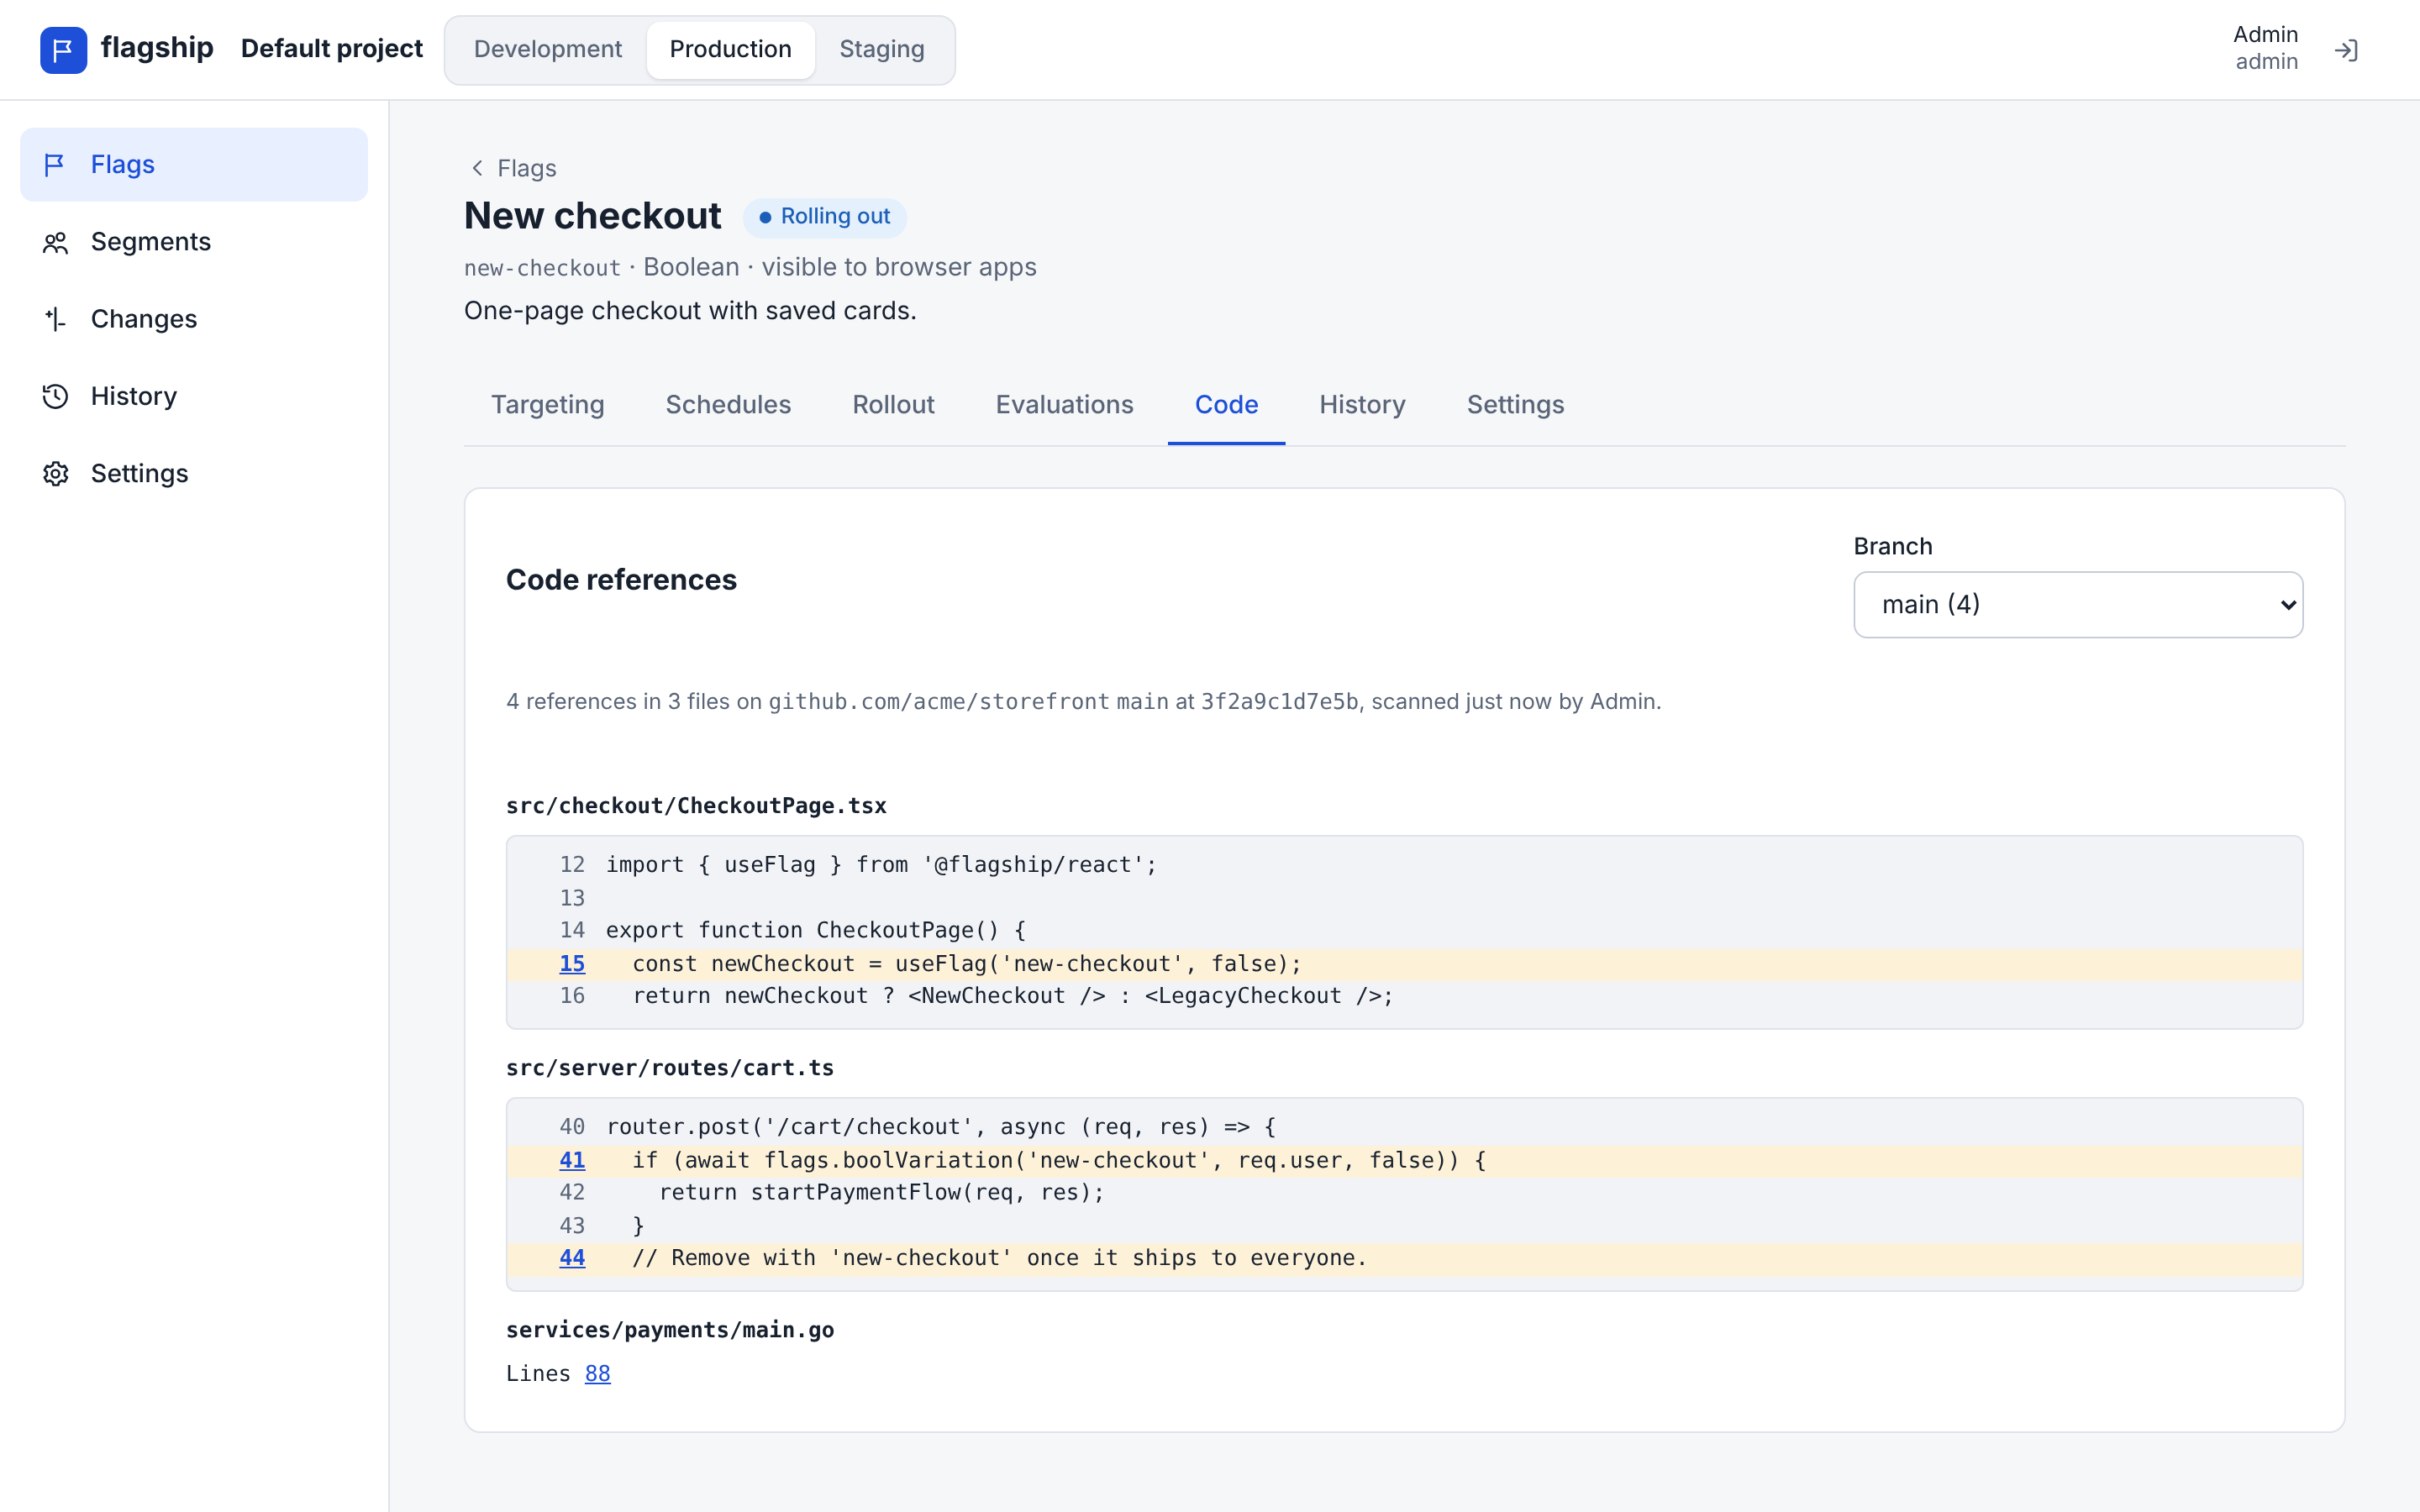 flagship Default project Development Production Staging Admin
admin
Flags
Segments
Changes
History
Settings
Flags
New checkout Rolling out
new-checkout · Boolean · visible to browser apps
One-page checkout with saved cards.
Targeting Schedules Rollout Evaluations Code History Settings
Branch
Code references
main (4)
4 references in 3 files on github.com/acme/storefront main at 3f2a9c1d7e5b, scanned just now by Admin.
src/checkout/CheckoutPage.tsx
12 import { useFlag } from '@flagship/react';
13
14 export function CheckoutPage() {
15   const newCheckout = useFlag('new-checkout', false);
16   return newCheckout ? <NewCheckout /> : <LegacyCheckout />;
src/server/routes/cart.ts
40 router.post('/cart/checkout', async (req, res) => {
41   if (await flags.boolVariation('new-checkout', req.user, false)) {
42     return startPaymentFlow(req, res);
43   }
44   // Remove with 'new-checkout' once it ships to everyone.
services/payments/main.go
Lines 88